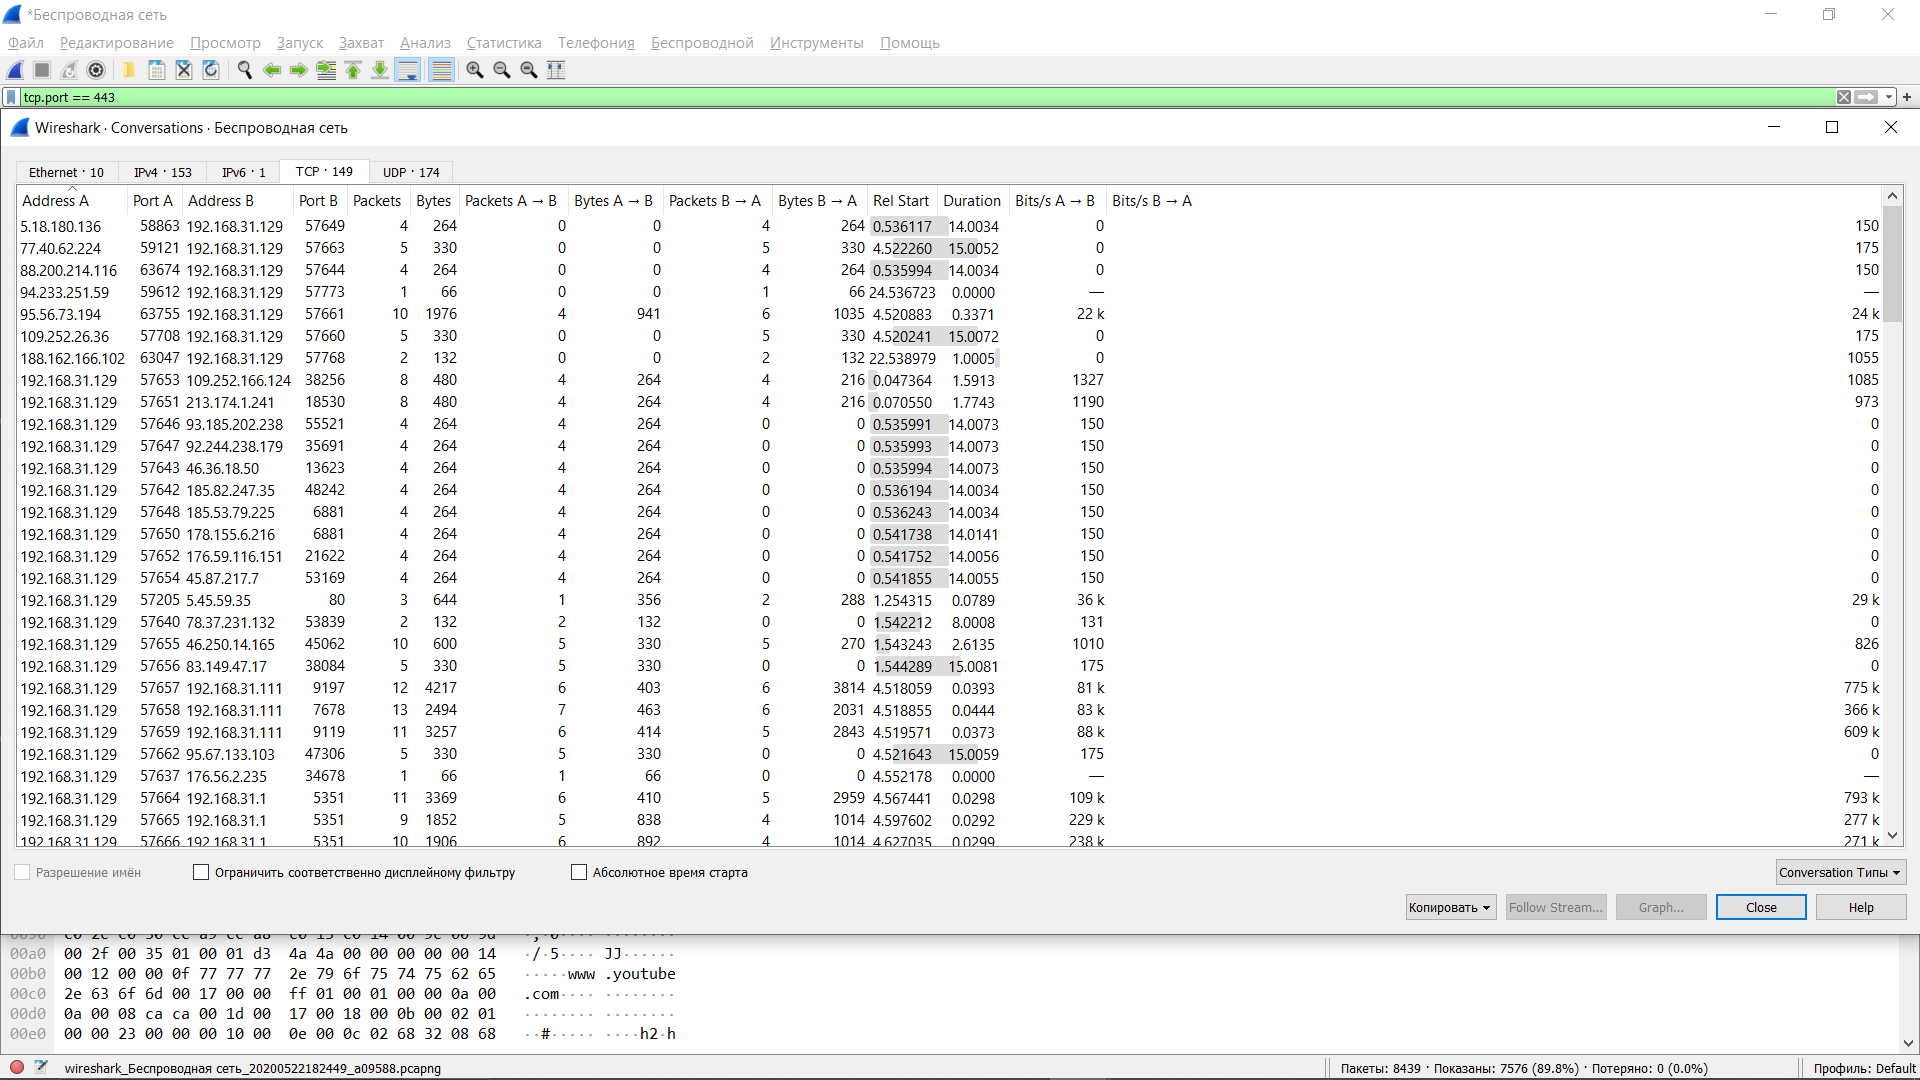 *Беспроводная сеть
Файл Редактирование Просмотр Запуск Захват Анализ Статистика Телефония Беспроводной Инструменты Помощь
tcp.port == 443
Wireshark · Conversations · Беспроводная сеть
Ethernet · 10 IPv4 · 153 IPv6 · 1 TCP · 149 UDP · 174
Address A Port A Address B Port B Packets Bytes Packets A → B Bytes A → B Packets B → A Bytes B → A Rel Start Duration Bits/s A → B Bits/s B → A
5.18.180.136 58863 192.168.31.129 57649 4 264 0 0 4 264 0.536117 14.0034 0 150
77.40.62.224 59121 192.168.31.129 57663 5 330 0 0 5 330 4.522260 15.0052 0 175
88.200.214.116 63674 192.168.31.129 57644 4 264 0 0 4 264 0.535994 14.0034 0 150
94.233.251.59 59612 192.168.31.129 57773 1 66 0 0 1 66 24.536723 0.0000 — —
95.56.73.194 63755 192.168.31.129 57661 10 1976 4 941 6 1035 4.520883 0.3371 22 k 24 k
109.252.26.36 57708 192.168.31.129 57660 5 330 0 0 5 330 4.520241 15.0072 0 175
188.162.166.102 63047 192.168.31.129 57768 2 132 0 0 2 132 22.538979 1.0005 0 1055
192.168.31.129 57653 109.252.166.124 38256 8 480 4 264 4 216 0.047364 1.5913 1327 1085
192.168.31.129 57651 213.174.1.241 18530 8 480 4 264 4 216 0.070550 1.7743 1190 973
192.168.31.129 57646 93.185.202.238 55521 4 264 4 264 0 0 0.535991 14.0073 150 0
192.168.31.129 57647 92.244.238.179 35691 4 264 4 264 0 0 0.535993 14.0073 150 0
192.168.31.129 57643 46.36.18.50 13623 4 264 4 264 0 0 0.535994 14.0073 150 0
192.168.31.129 57642 185.82.247.35 48242 4 264 4 264 0 0 0.536194 14.0034 150 0
192.168.31.129 57648 185.53.79.225 6881 4 264 4 264 0 0 0.536243 14.0034 150 0
192.168.31.129 57650 178.155.6.216 6881 4 264 4 264 0 0 0.541738 14.0141 150 0
192.168.31.129 57652 176.59.116.151 21622 4 264 4 264 0 0 0.541752 14.0056 150 0
192.168.31.129 57654 45.87.217.7 53169 4 264 4 264 0 0 0.541855 14.0055 150 0
192.168.31.129 57205 5.45.59.35 80 3 644 1 356 2 288 1.254315 0.0789 36 k 29 k
192.168.31.129 57640 78.37.231.132 53839 2 132 2 132 0 0 1.542212 8.0008 131 0
192.168.31.129 57655 46.250.14.165 45062 10 600 5 330 5 270 1.543243 2.6135 1010 826
192.168.31.129 57656 83.149.47.17 38084 5 330 5 330 0 0 1.544289 15.0081 175 0
192.168.31.129 57657 192.168.31.111 9197 12 4217 6 403 6 3814 4.518059 0.0393 81 k 775 k
192.168.31.129 57658 192.168.31.111 7678 13 2494 7 463 6 2031 4.518855 0.0444 83 k 366 k
192.168.31.129 57659 192.168.31.111 9119 11 3257 6 414 5 2843 4.519571 0.0373 88 k 609 k
192.168.31.129 57662 95.67.133.103 47306 5 330 5 330 0 0 4.521643 15.0059 175 0
192.168.31.129 57637 176.56.2.235 34678 1 66 1 66 0 0 4.552178 0.0000 — —
192.168.31.129 57664 192.168.31.1 5351 11 3369 6 410 5 2959 4.567441 0.0298 109 k 793 k
192.168.31.129 57665 192.168.31.1 5351 9 1852 5 838 4 1014 4.597602 0.0292 229 k 277 k
192.168.31.129 57666 192.168.31.1 5351 10 1906 6 892 4 1014 4.627035 0.0299 238 k 271 k
Разрешение имён Ограничить соответственно дисплейному фильтру Абсолютное время старта Conversation Типы
Копировать Follow Stream... Graph... Close Help
00a0 00 2f 00 35 01 00 01 d3 4a 4a 00 00 00 00 00 14 ·/·5···· JJ······
00b0 00 12 00 00 0f 77 77 77 2e 79 6f 75 74 75 62 65 ·····www .youtube
00c0 2e 63 6f 6d 00 17 00 00 ff 01 00 01 00 00 0a 00 .com···· ········
00d0 0a 00 08 ca ca 00 1d 00 17 00 18 00 0b 00 02 01 ········ ········
00e0 00 00 23 00 00 00 10 00 0e 00 0c 02 68 32 08 68 ··#····· ····h2·h
wireshark_Беспроводная сеть_20200522182449_a09588.pcapng Пакеты: 8439 · Показаны: 7576 (89.8%) · Потеряно: 0 (0.0%) Профиль: Default